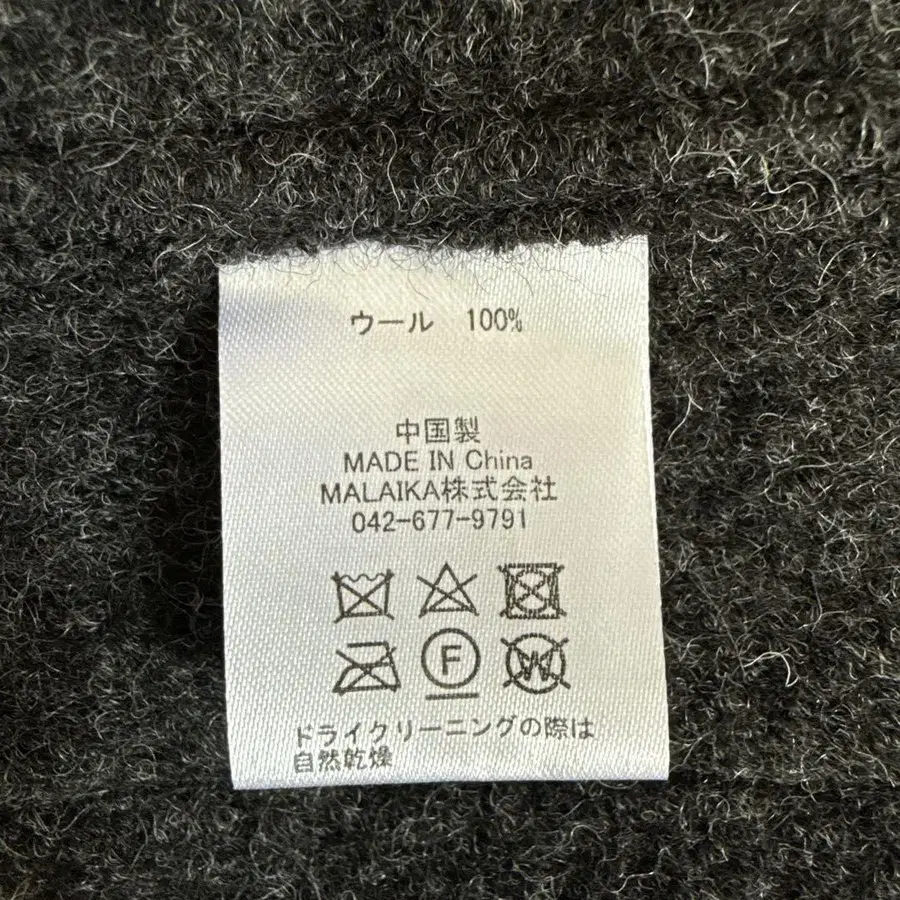 ウール 100%
中国製
MADE IN China
MALAIKA株式会社
042-677-9791
F
W
ドライクリーニングの際は
自然乾燥